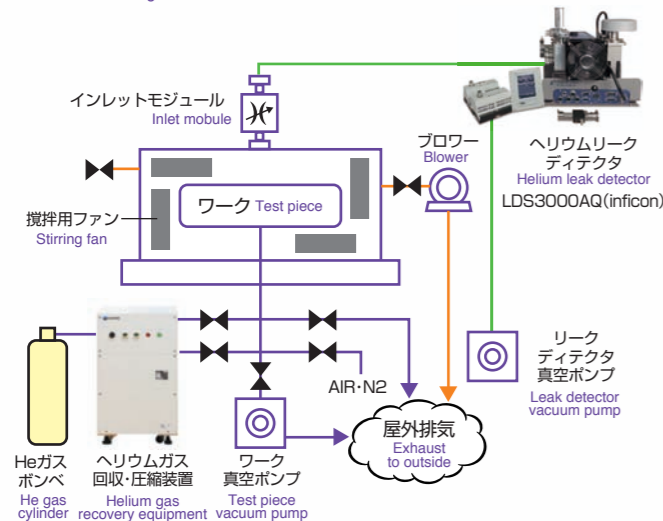 インレットモジュール
Inlet mobule
ブロワー
Blower
ヘリウムリーク
ディテクタ
Helium leak detector
LDS3000AQ(inficon)
ワーク Test piece
撹拌用ファン
Stirring fan
AIR・N2
リーク
ディテクタ
真空ポンプ
Leak detector
vacuum pump
屋外排気
Exhaust
to outside
Heガス
ボンベ
He gas
cylinder
ヘリウムガス
回収・圧縮装置
Helium gas
recovery equipment
ワーク
真空ポンプ
Test piece
vacuum pump